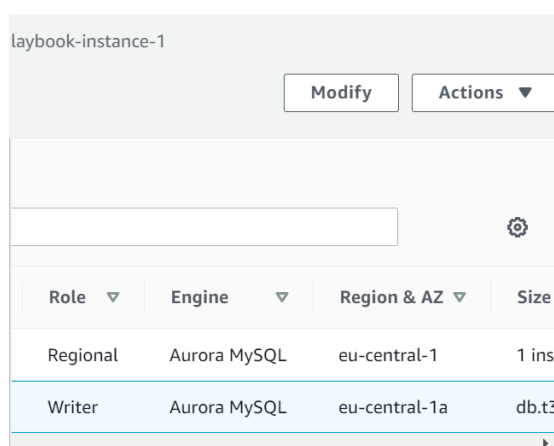 laybook-instance-1
Modify Actions
Role Engine Region & AZ Size
Regional Aurora MySQL eu-central-1 1 ins
Writer Aurora MySQL eu-central-1a db.t3